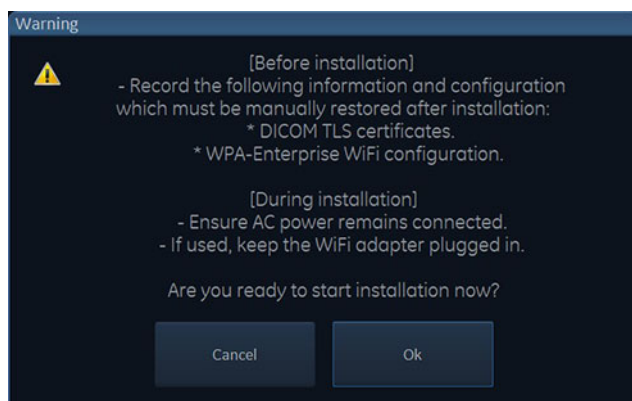 Warning
[Before installation]
- Record the following information and configuration
which must be manually restored after installation:
* DICOM TLS certificates.
* WPA-Enterprise WiFi configuration.
[During installation]
- Ensure AC power remains connected.
- If used, keep the WiFi adapter plugged in.
Are you ready to start installation now?
Cancel
Ok